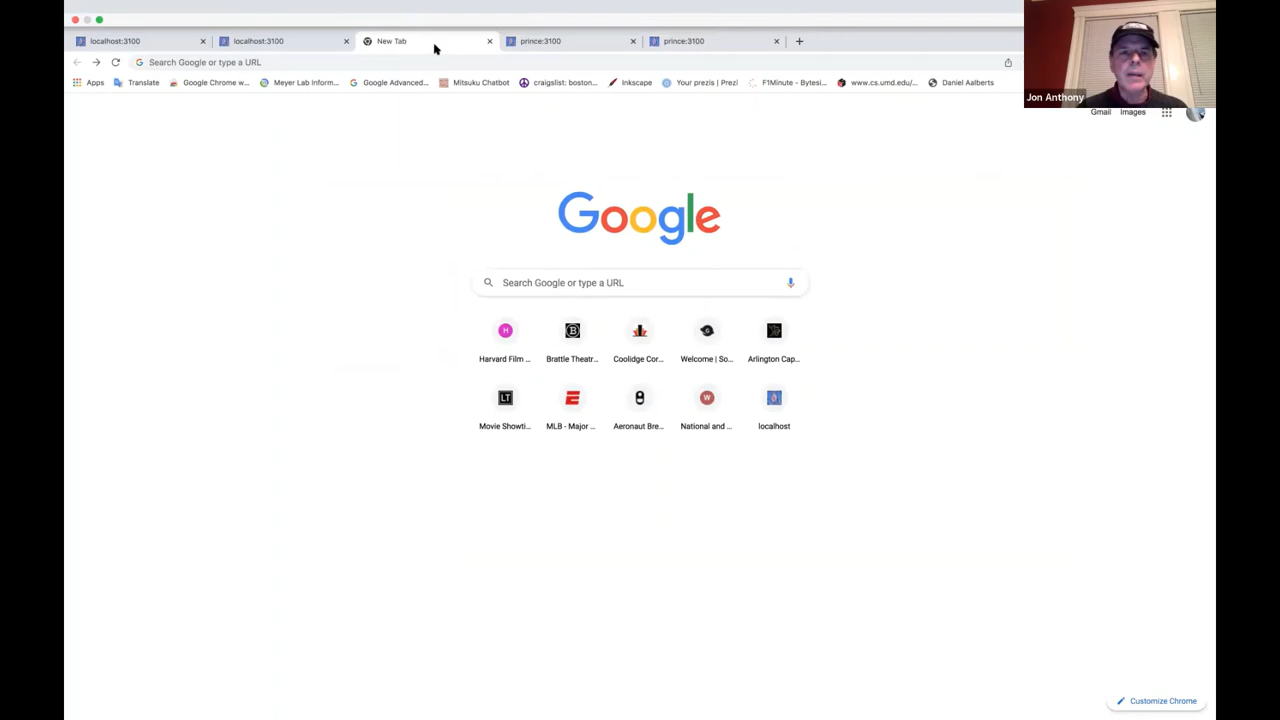 localhost:3100
localhost:3100
New Tab
prince:3100
prince:3100
Search Google or type a URL
Apps
Translate
Google Chrome w...
Meyer Lab Inform...
Google Advanced...
Mitsuku Chatbot
craigslist: boston...
Inkscape
Your prezis | Prezi
F1Minute - Bytesi...
www.cs.umd.edu/...
Daniel Aalberts
Jon Anthony
Gmail
Images
Google
Search Google or type a URL
H
B
G
Harvard Film ...
Brattle Theatr...
Coolidge Cor...
Welcome | So...
Arlington Cap...
LT
E
W
Movie Showti...
MLB - Major ...
Aeronaut Bre...
National and ...
localhost
Customize Chrome